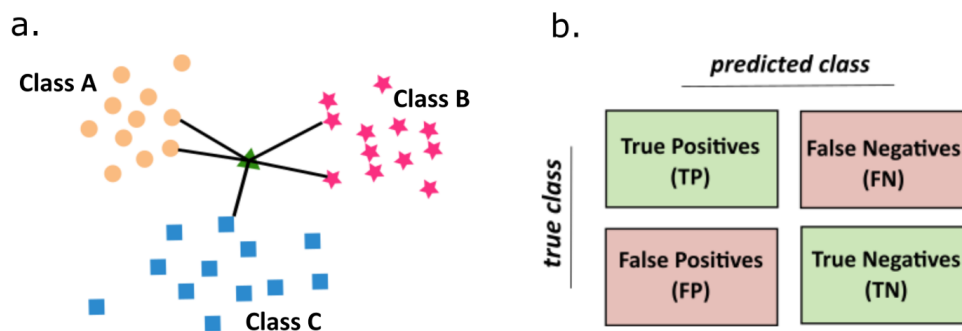 a.
Class A
Class B
Class C
b.
predicted class
true class
True Positives
(TP)
False Negatives
(FN)
False Positives
(FP)
True Negatives
(TN)